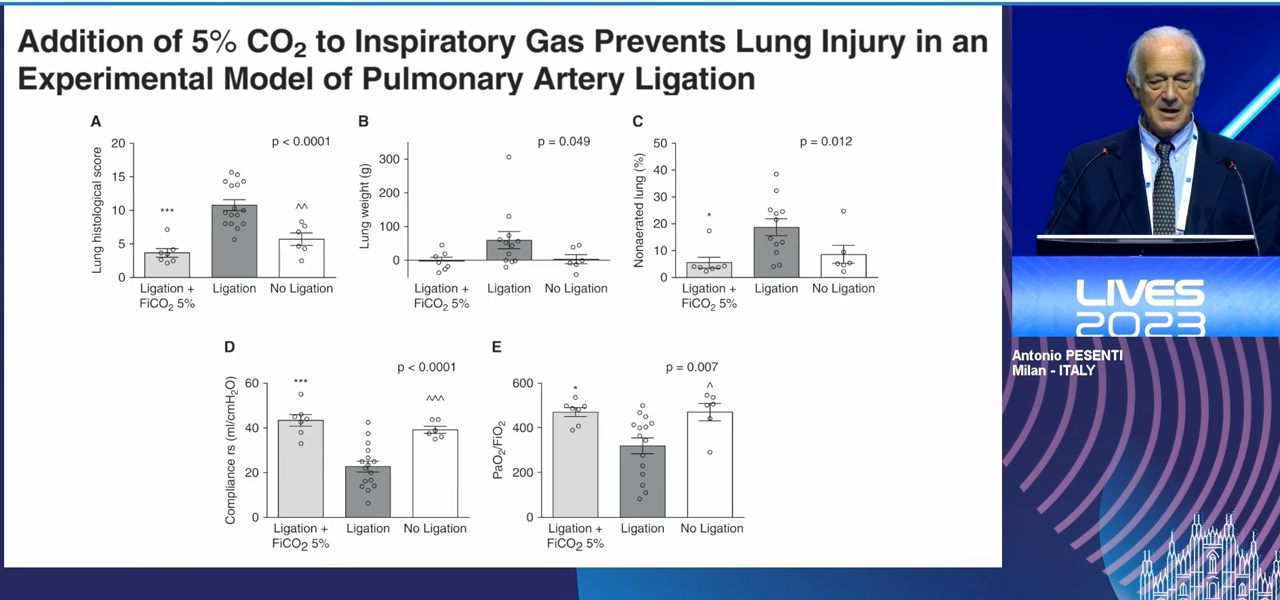 Addition of 5% CO2 to Inspiratory Gas Prevents Lung Injury in an
Experimental Model of Pulmonary Artery Ligation
A
p < 0.0001
Lung histological score
20
15
10
5
0
***
^^
Ligation +
FiCO2 5%
Ligation
No Ligation
B
p = 0.049
Lung weight (g)
300
200
100
0
Ligation +
FiCO2 5%
Ligation
No Ligation
C
p = 0.012
Nonaerated lung (%)
50
40
30
20
10
0
*
Ligation +
FiCO2 5%
Ligation
No Ligation
D
p < 0.0001
Compliance rs (ml/cmH2O)
60
40
20
0
***
^^^
Ligation +
FiCO2 5%
Ligation
No Ligation
E
p = 0.007
PaO2/FiO2
600
400
200
0
*
^
Ligation +
FiCO2 5%
Ligation
No Ligation
LIVES
2023
Antonio PESENTI
Milan - ITALY